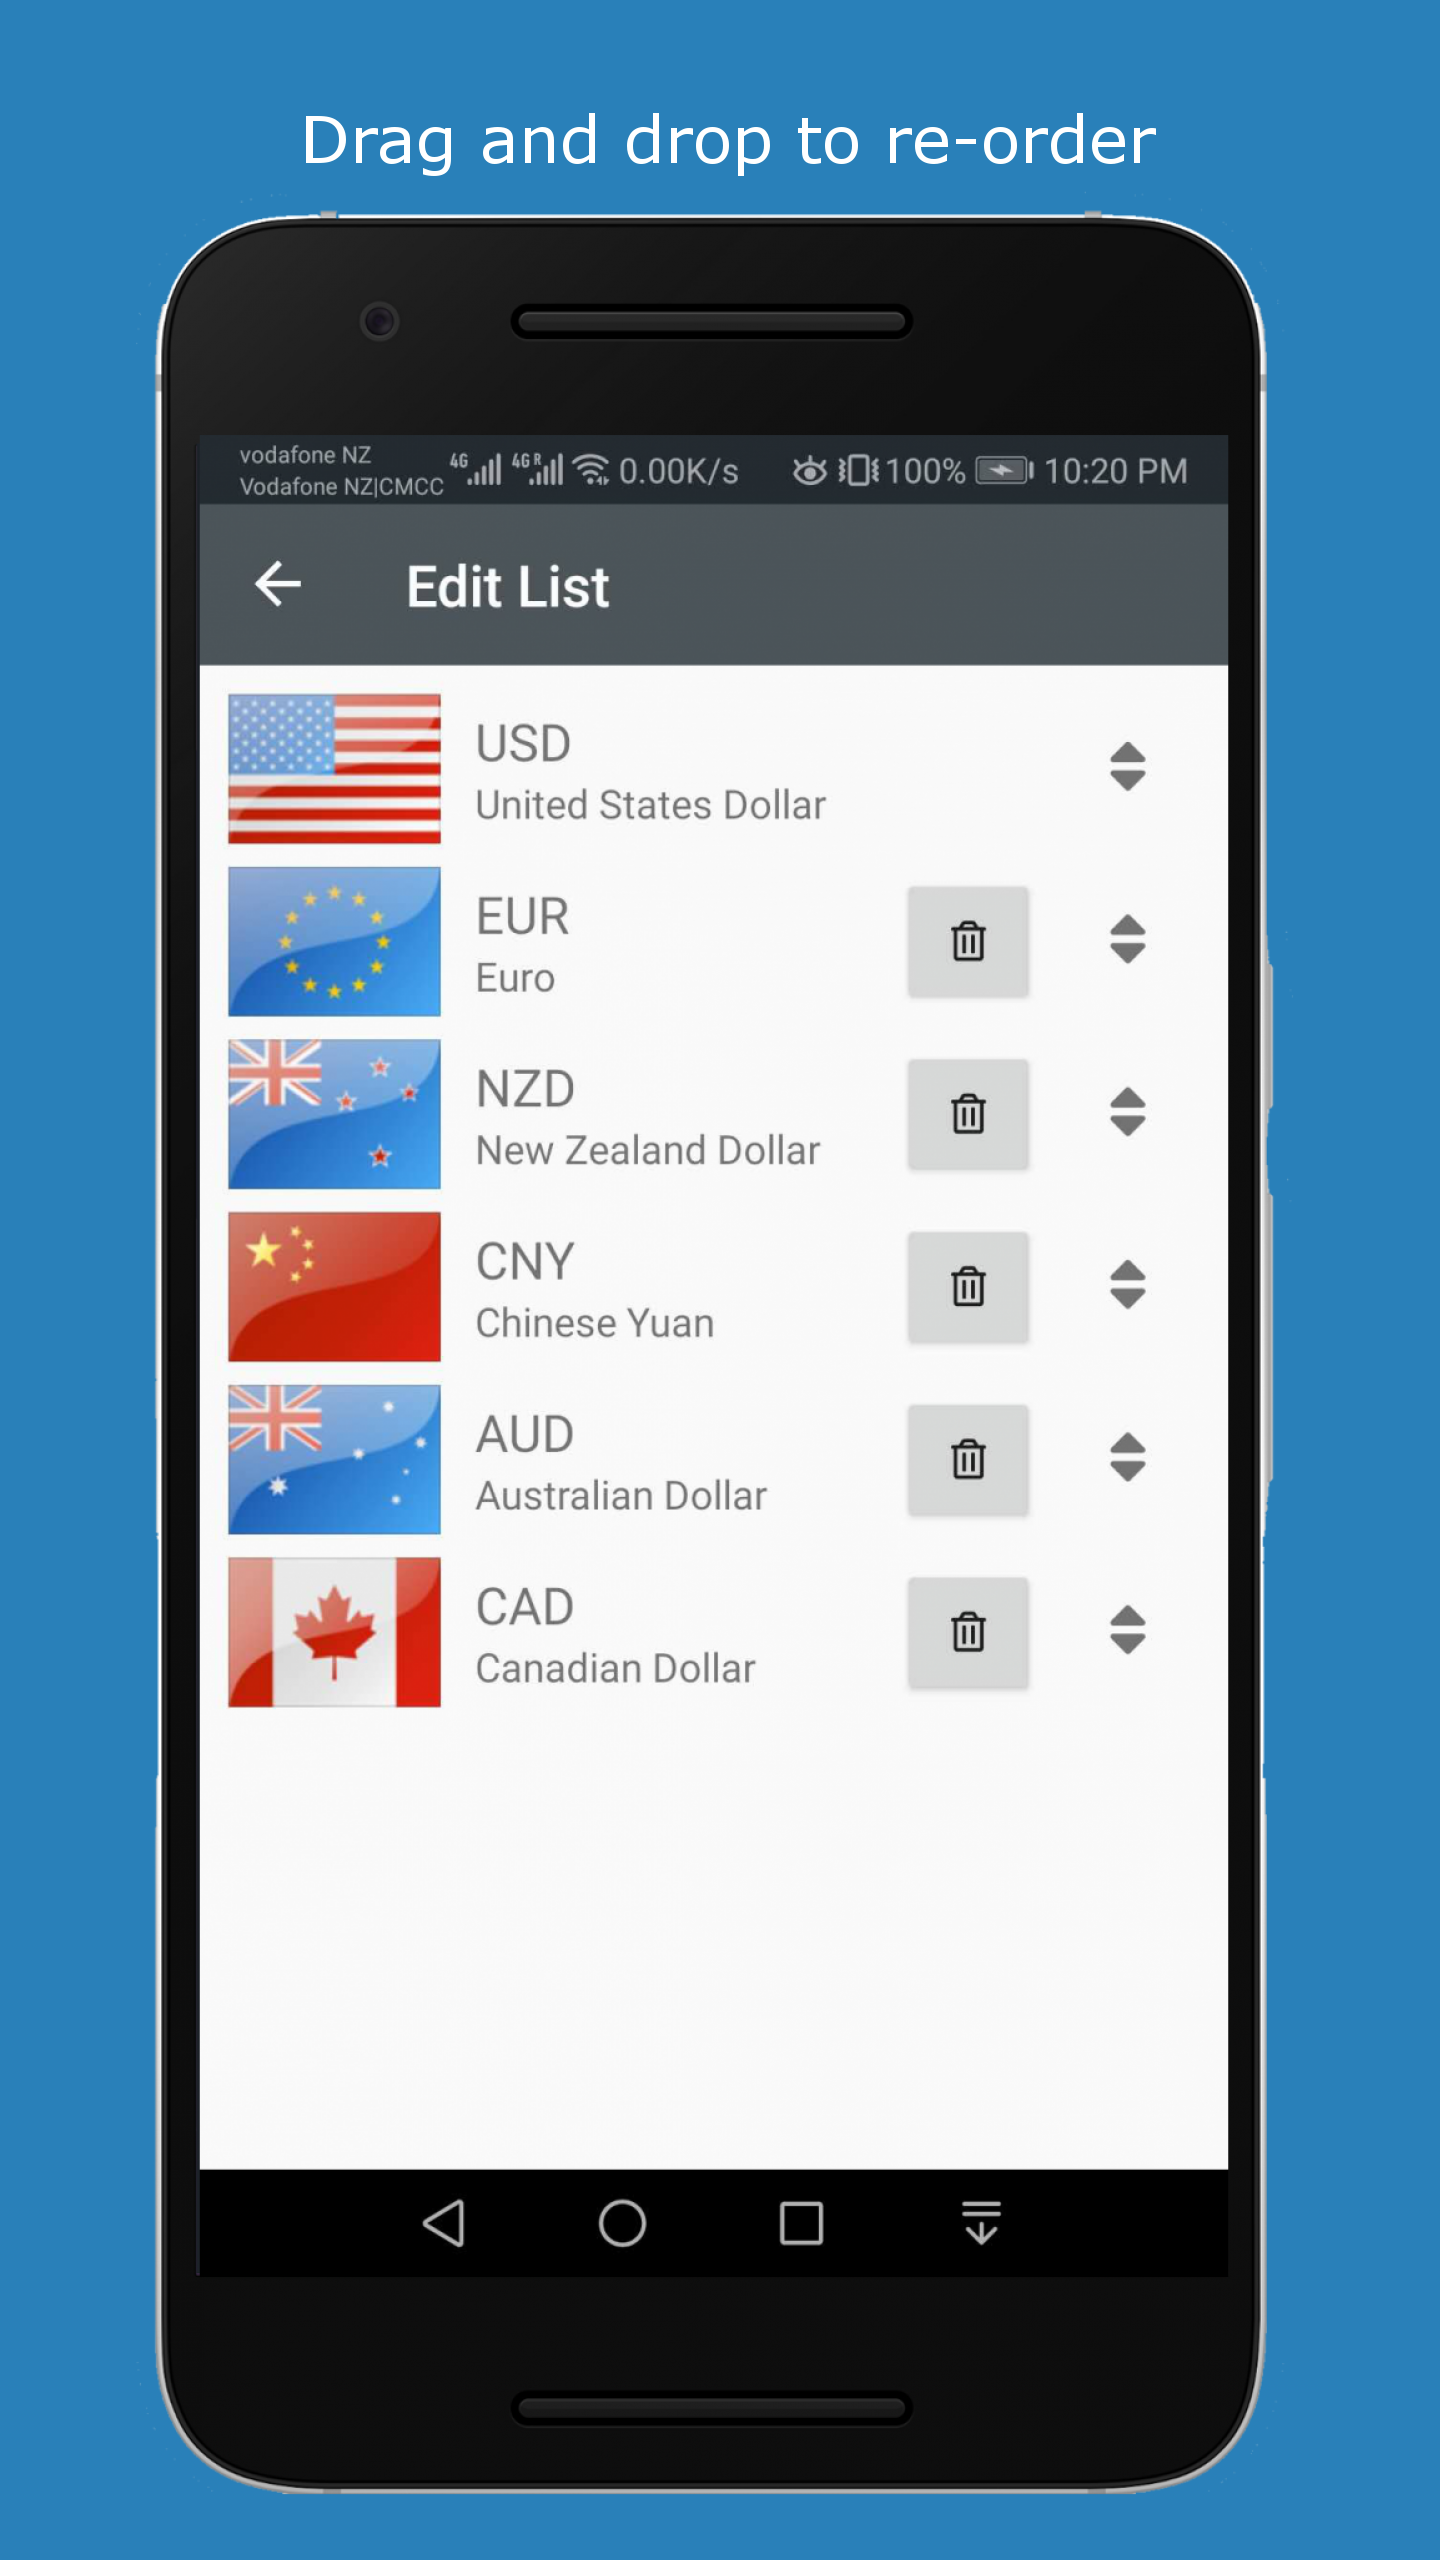 Drag and drop to re-order
vodafone NZ
Vodafone NZ|CMCC
4G 4G R 0.00K/s 100% 10:20 PM
Edit List
USD
United States Dollar
EUR
Euro
NZD
New Zealand Dollar
CNY
Chinese Yuan
AUD
Australian Dollar
CAD
Canadian Dollar